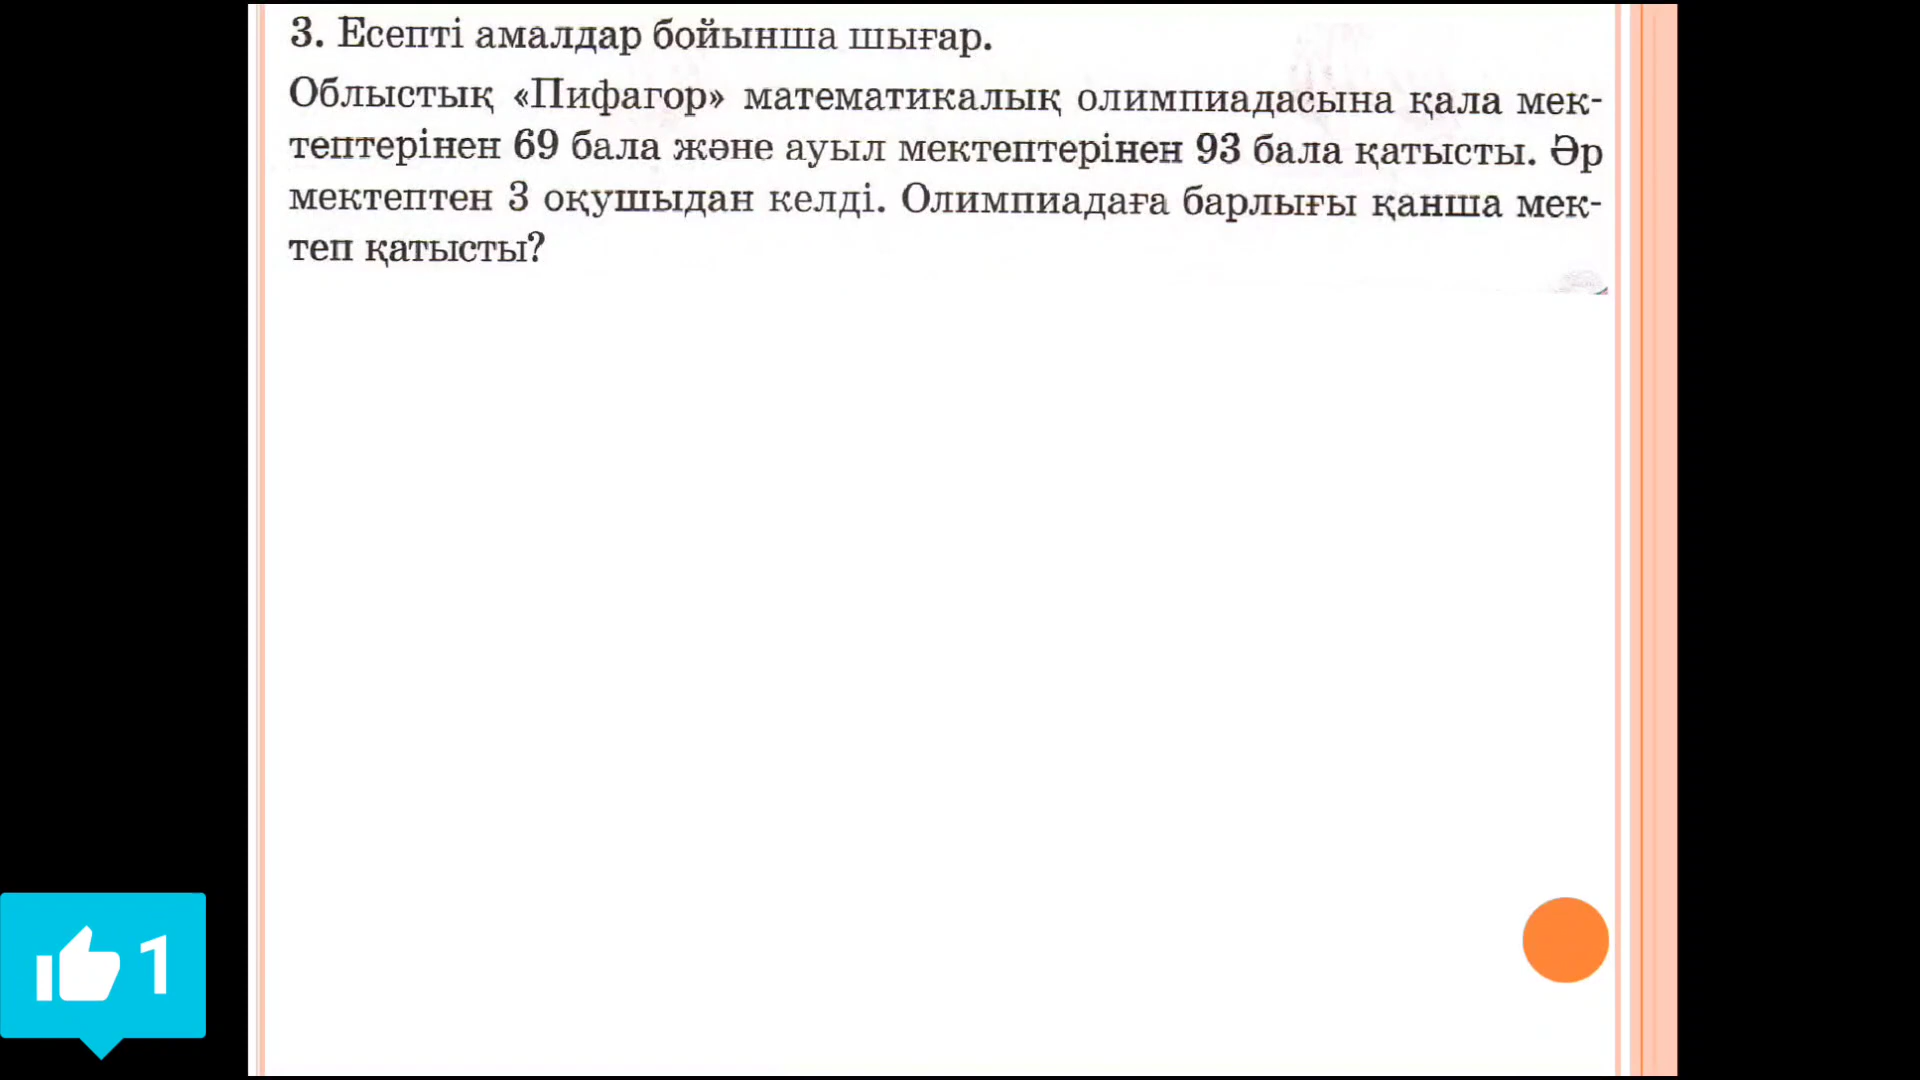 3. Есепті амалдар бойынша шығар.
Облыстық «Пифагор» математикалық олимпиадасына қала мек-
тептерінен 69 бала және ауыл мектептерінен 93 бала қатысты. Әр
мектептен 3 оқушыдан келді. Олимпиадаға барлығы қанша мек-
теп қатысты?
1